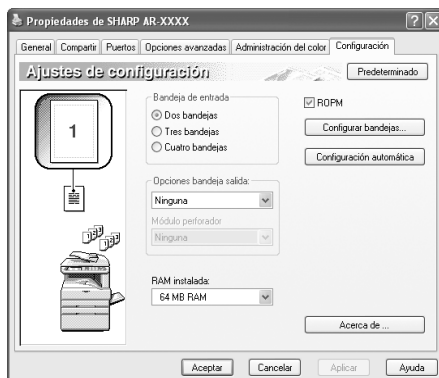 Propiedades de SHARP AR-XXXX
General Compartir Puertos Opciones avanzadas Administración del color Configuración
Ajustes de configuración
Predeterminado
1
Bandeja de entrada
Dos bandejas
Tres bandejas
Cuatro bandejas
ROPM
Configurar bandejas...
Configuración automática
Opciones bandeja salida:
Ninguna
Módulo perforador
Ninguna
RAM instalada:
64 MB RAM
Acerca de ...
Aceptar Cancelar Aplicar Ayuda